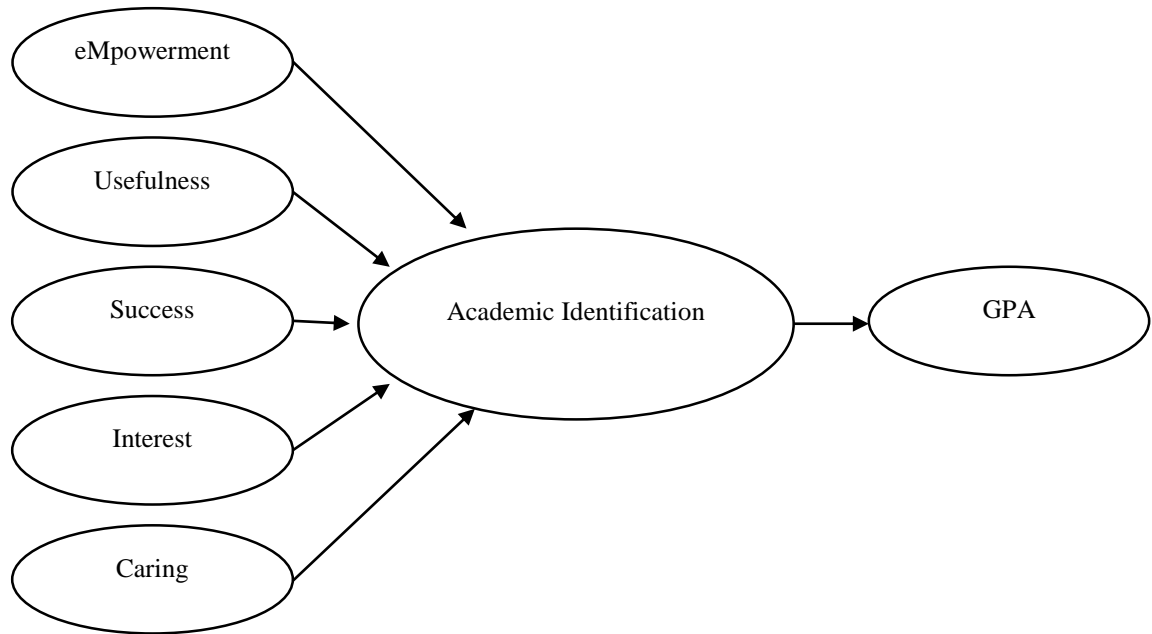 eMpowerment
Usefulness
Success
Interest
Caring
Academic Identification
GPA